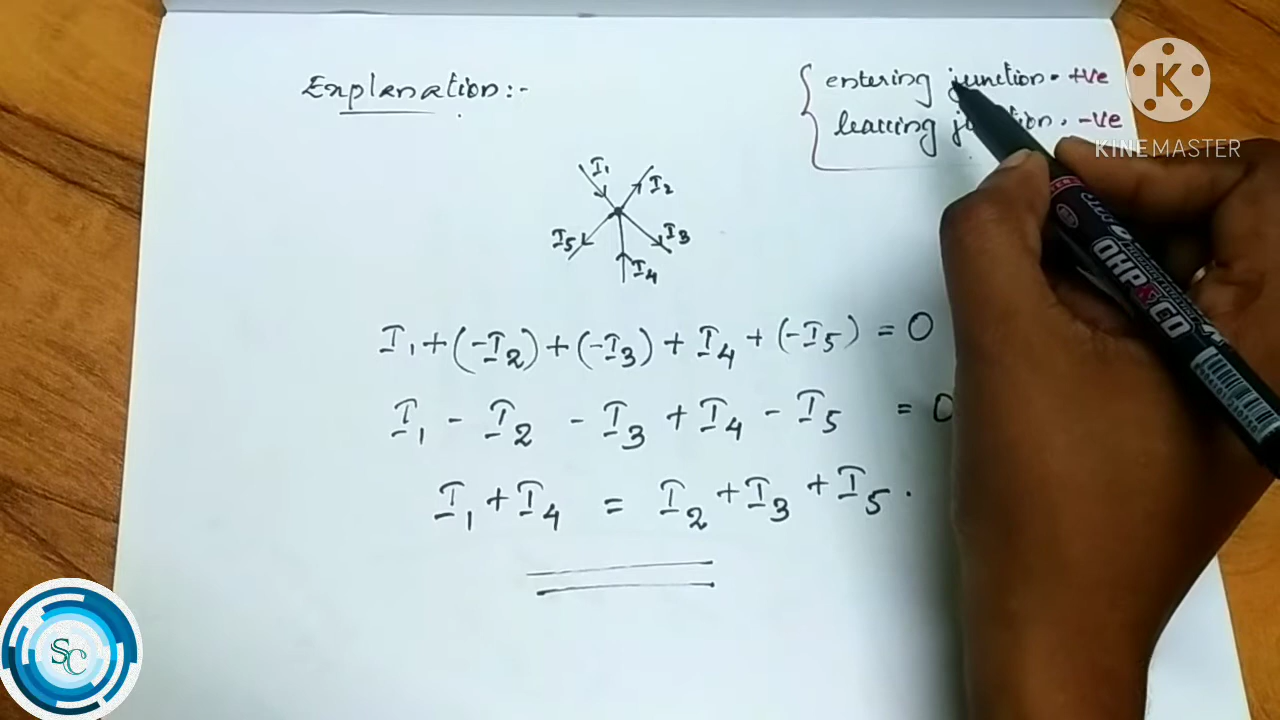 Explanation:-
entering junction - +ve
leaving junction - -ve
I₁
I₂
I₅
I₃
I₄
I₁ + (-I₂) + (-I₃) + I₄ + (-I₅) = 0
I₁ - I₂ - I₃ + I₄ - I₅ = 0
I₁ + I₄ = I₂ + I₃ + I₅ .
K
KINEMASTER
OHP & CD
SC